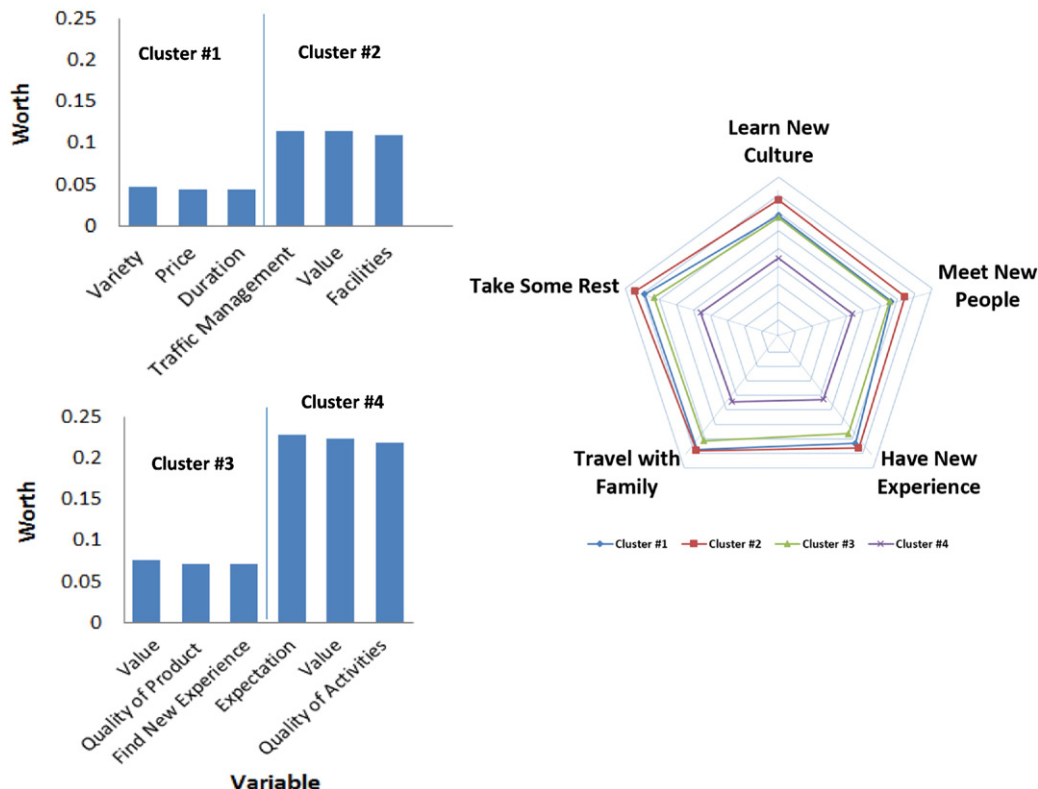 0.25
0.2
0.15
0.1
0.05
0
Worth
Cluster #1
Cluster #2
Variety
Price
Duration
Traffic Management
Value
Facilities
0.25
0.2
0.15
0.1
0.05
0
Worth
Cluster #3
Cluster #4
Value
Quality of Product
Find New Experience
Expectation
Value
Quality of Activities
Variable
Learn New
Culture
Meet New
People
Have New
Experience
Travel with
Family
Take Some Rest
Cluster #1 Cluster #2 Cluster #3 Cluster #4